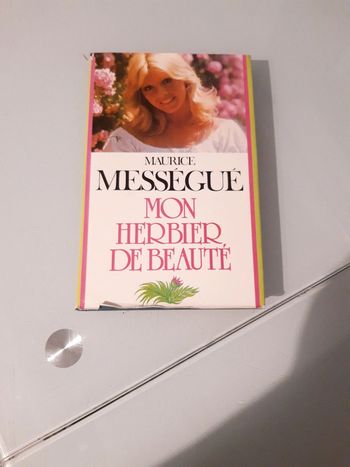 MAURICE
MESSÉGUÉ
MON
HERBIER
DE BEAUTÉ